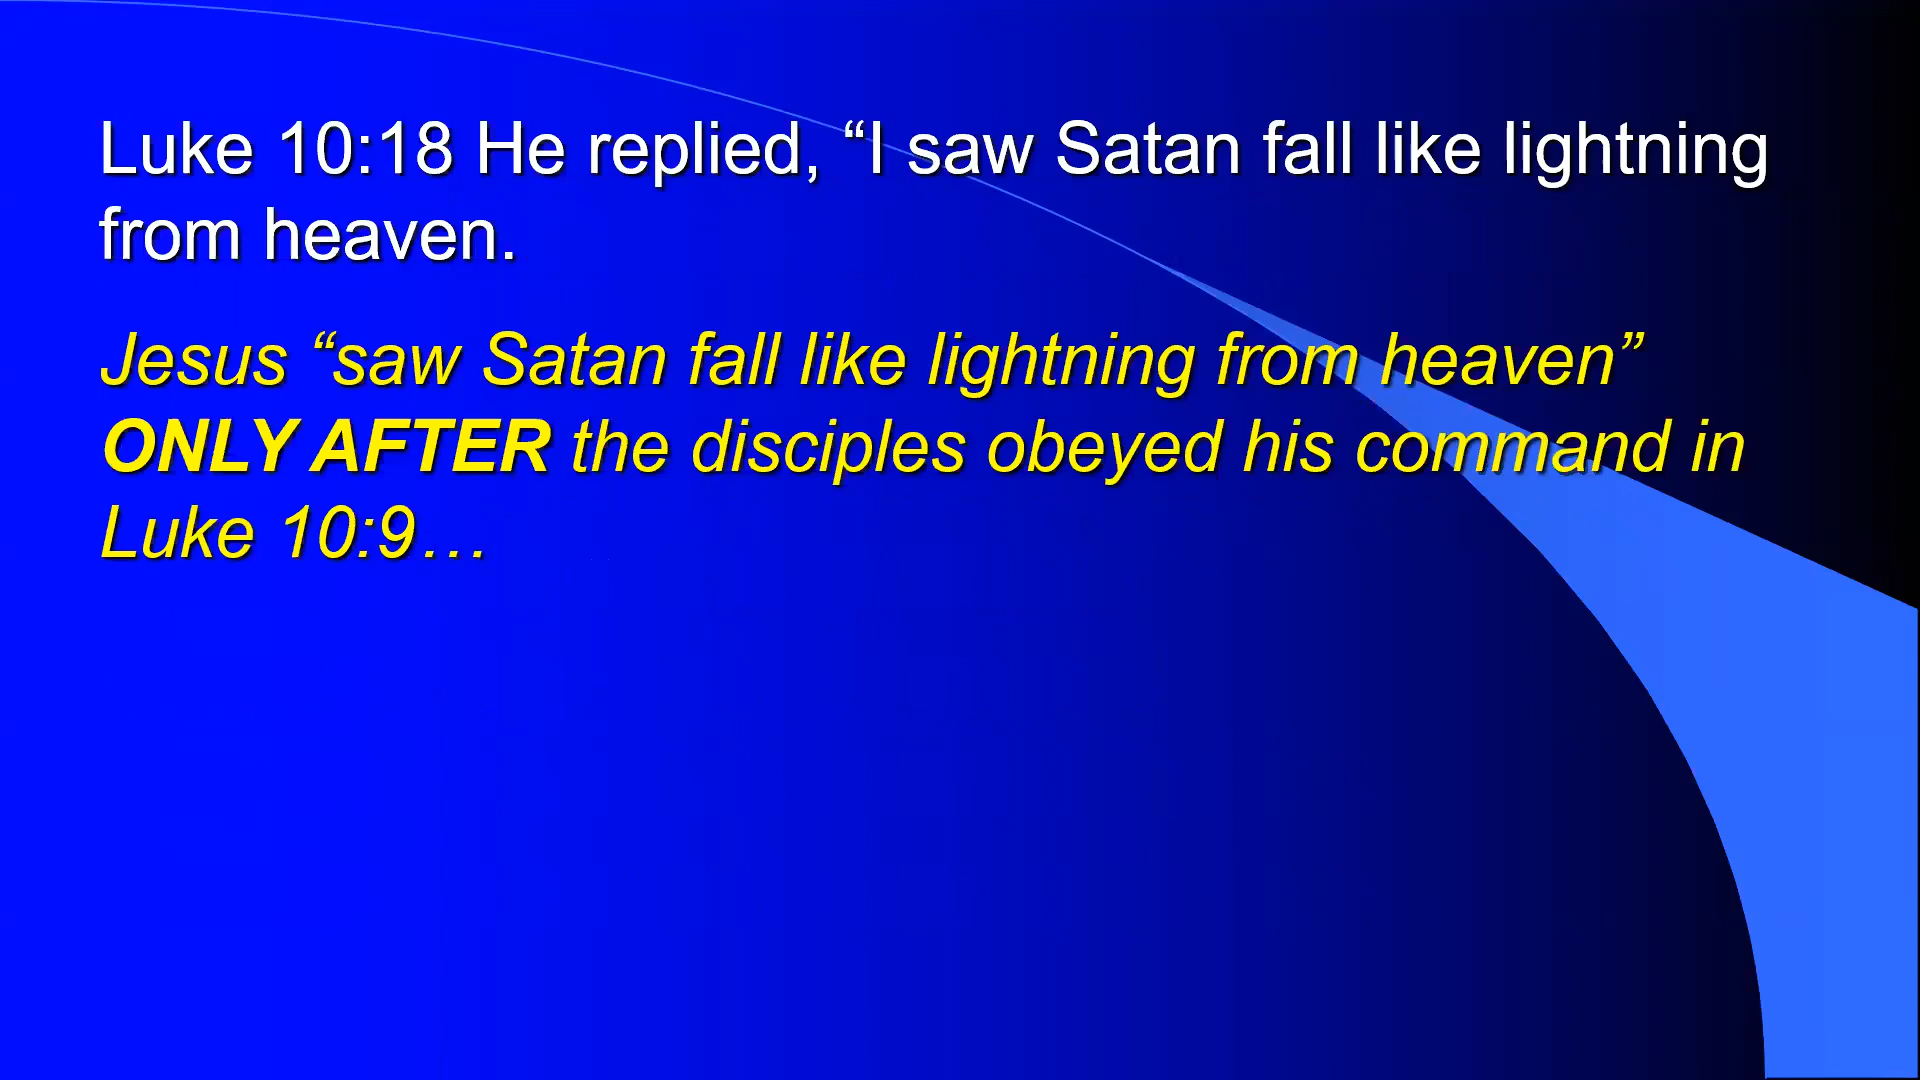 Luke 10:18 He replied, “I saw Satan fall like lightning
from heaven.
Jesus “saw Satan fall like lightning from heaven”
ONLY AFTER the disciples obeyed his command in
Luke 10:9…